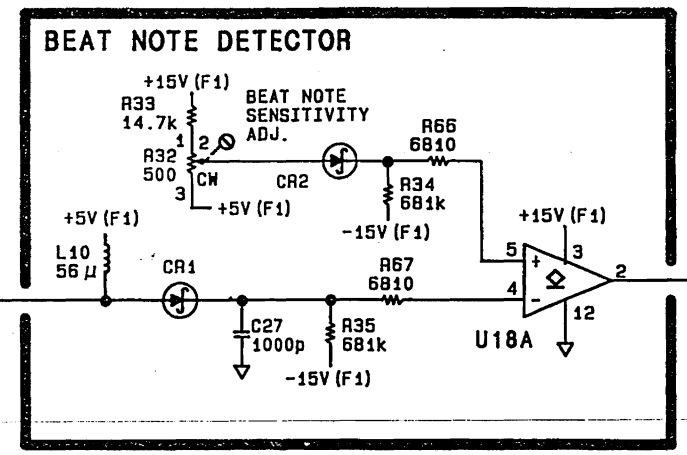 BEAT NOTE DETECTOR
+15V (F1)
R33
14.7k
BEAT NOTE
SENSITIVITY
ADJ.
1 2
R32
500
CW
3
+5V (F1)
CR2
R66
6810
R34
681k
-15V (F1)
+5V (F1)
L10
56 μ
CR1
C27
1000p
R35
681k
-15V (F1)
R67
6810
+15V (F1)
5
+
3
2
4
-
12
U18A